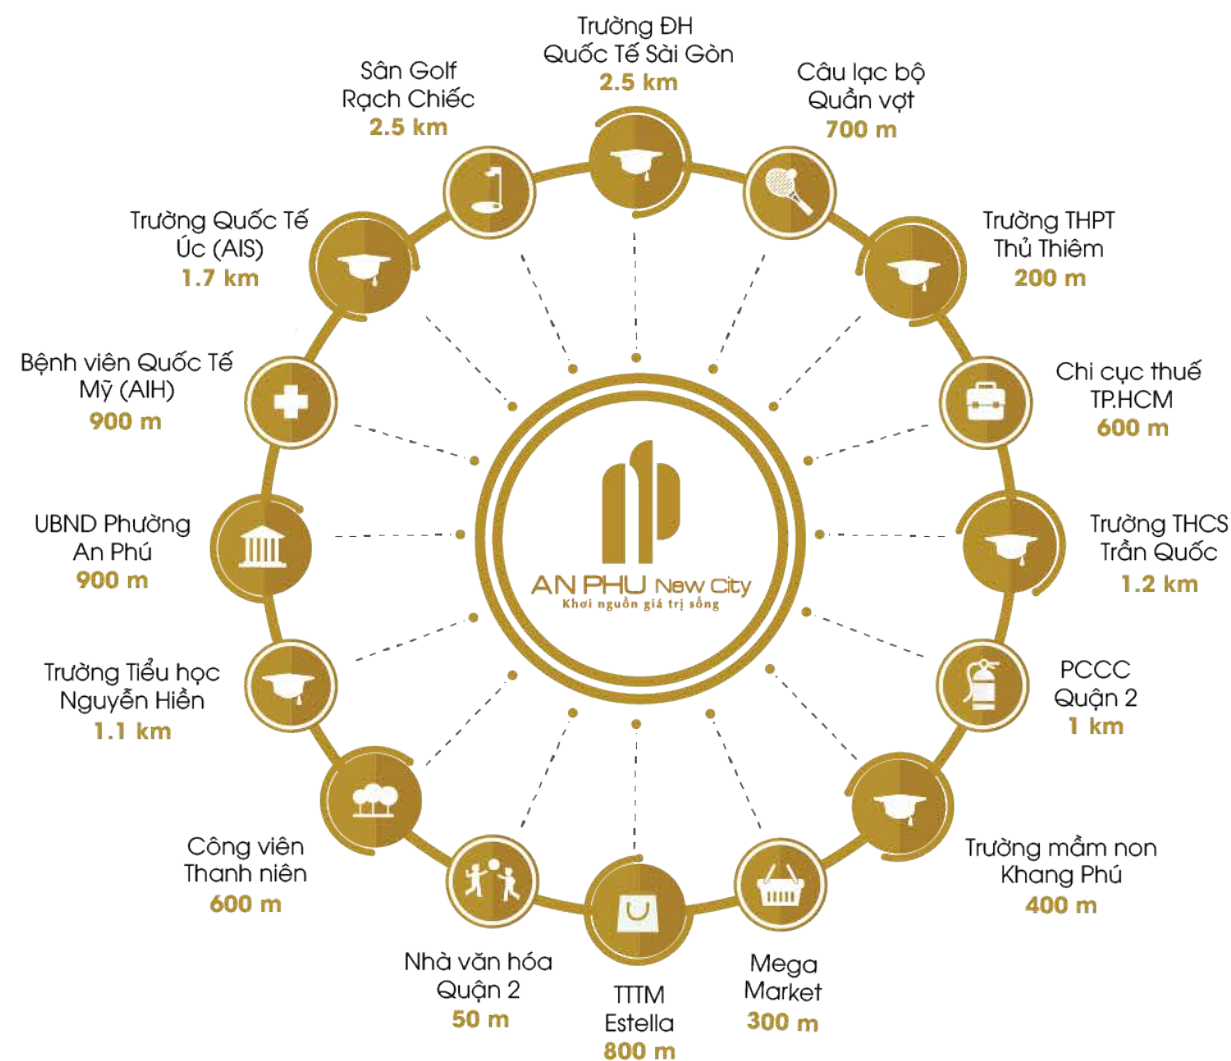 Trường ĐH
Quốc Tế Sài Gòn
2.5 km
Câu lạc bộ
Quần vợt
700 m
Trường THPT
Thủ Thiêm
200 m
Chi cục thuế
TP.HCM
600 m
Trường THCS
Trần Quốc
1.2 km
PCCC
Quận 2
1 km
Trường mầm non
Khang Phú
400 m
Mega
Market
300 m
TTTM
Estella
800 m
Nhà văn hóa
Quận 2
50 m
Công viên
Thanh niên
600 m
Trường Tiểu học
Nguyễn Hiền
1.1 km
UBND Phường
An Phú
900 m
Bệnh viên Quốc Tế
Mỹ (AIH)
900 m
Trường Quốc Tế
Úc (AIS)
1.7 km
Sân Golf
Rạch Chiếc
2.5 km
AN PHU New City
Khơi nguồn giá trị sống